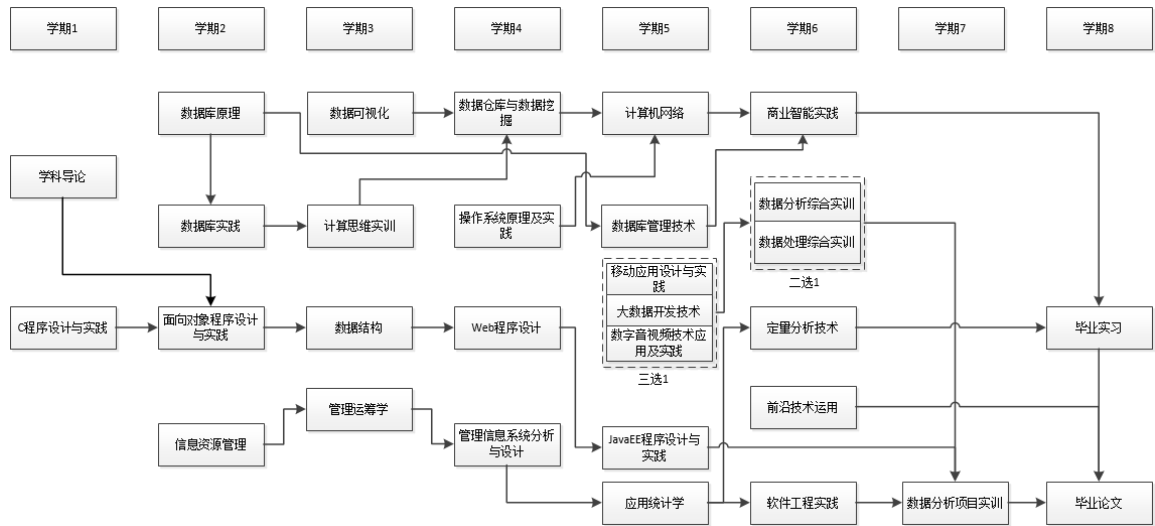 学期1
学期2
学期3
学期4
学期5
学期6
学期7
学期8
数据库原理
数据可视化
数据仓库与数据挖
掘
计算机网络
商业智能实践
学科导论
数据库实践
计算思维实训
操作系统原理及实
践
数据库管理技术
数据分析综合实训
数据处理综合实训
二选1
移动应用设计与实
践
大数据开发技术
数字音视频技术应
用及实践
三选1
C程序设计与实践
面向对象程序设计
与实践
数据结构
Web程序设计
定量分析技术
毕业实习
管理运筹学
前沿技术运用
信息资源管理
管理信息系统分析
与设计
JavaEE程序设计与
实践
应用统计学
软件工程实践
数据分析项目实训
毕业论文